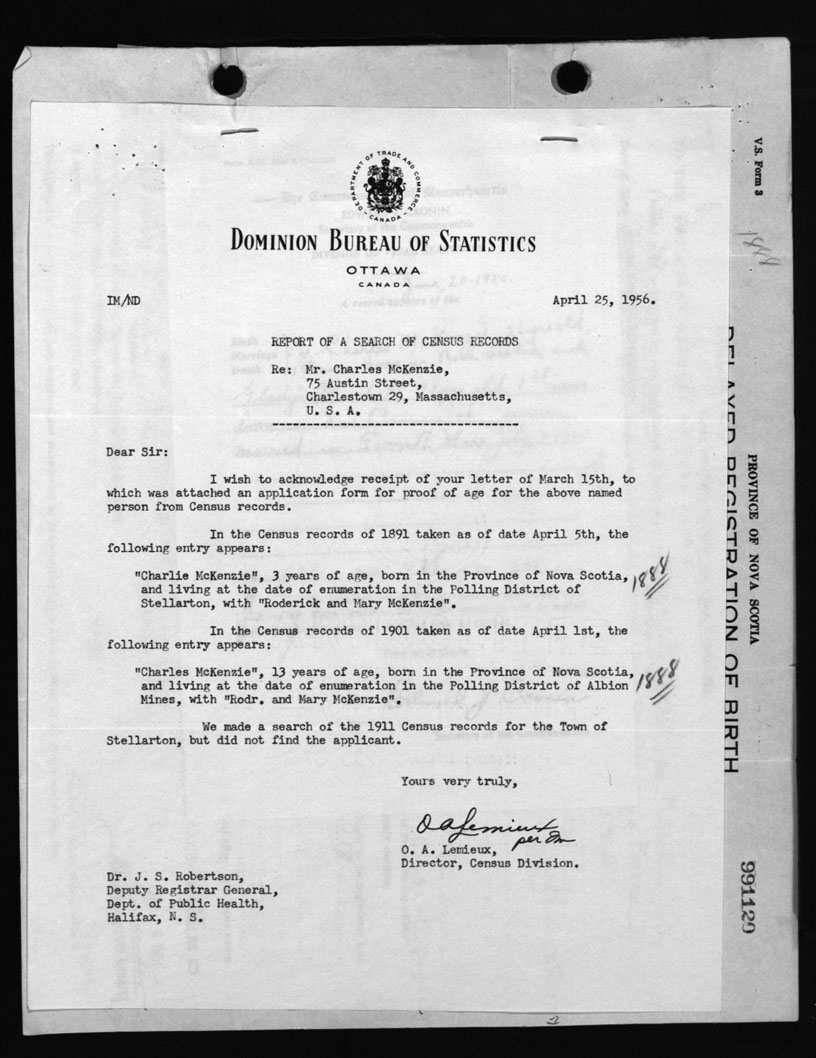 DEPARTMENT OF TRADE AND COMMERCE
CANADA
DOMINION BUREAU OF STATISTICS
OTTAWA
CANADA
IM/ND
April 25, 1956.
REPORT OF A SEARCH OF CENSUS RECORDS
Re: Mr. Charles McKenzie,
75 Austin Street,
Charlestown 29, Massachusetts,
U. S. A.
Dear Sir:
I wish to acknowledge receipt of your letter of March 15th, to
which was attached an application form for proof of age for the above named
person from Census records.
In the Census records of 1891 taken as of date April 5th, the
following entry appears:
"Charlie McKenzie", 3 years of age, born in the Province of Nova Scotia,
and living at the date of enumeration in the Polling District of
Stellarton, with "Roderick and Mary McKenzie".
1888
In the Census records of 1901 taken as of date April 1st, the
following entry appears:
"Charles McKenzie", 13 years of age, born in the Province of Nova Scotia,
and living at the date of enumeration in the Polling District of Albion
Mines, with "Rodr. and Mary McKenzie".
1888
We made a search of the 1911 Census records for the Town of
Stellarton, but did not find the applicant.
Yours very truly,
O A Lemieux
per
O. A. Lemieux,
Director, Census Division.
Dr. J. S. Robertson,
Deputy Registrar General,
Dept. of Public Health,
Halifax, N. S.
V.S. Form 3
1888
PROVINCE OF NOVA SCOTIA
DELAYED REGISTRATION OF BIRTH
991129